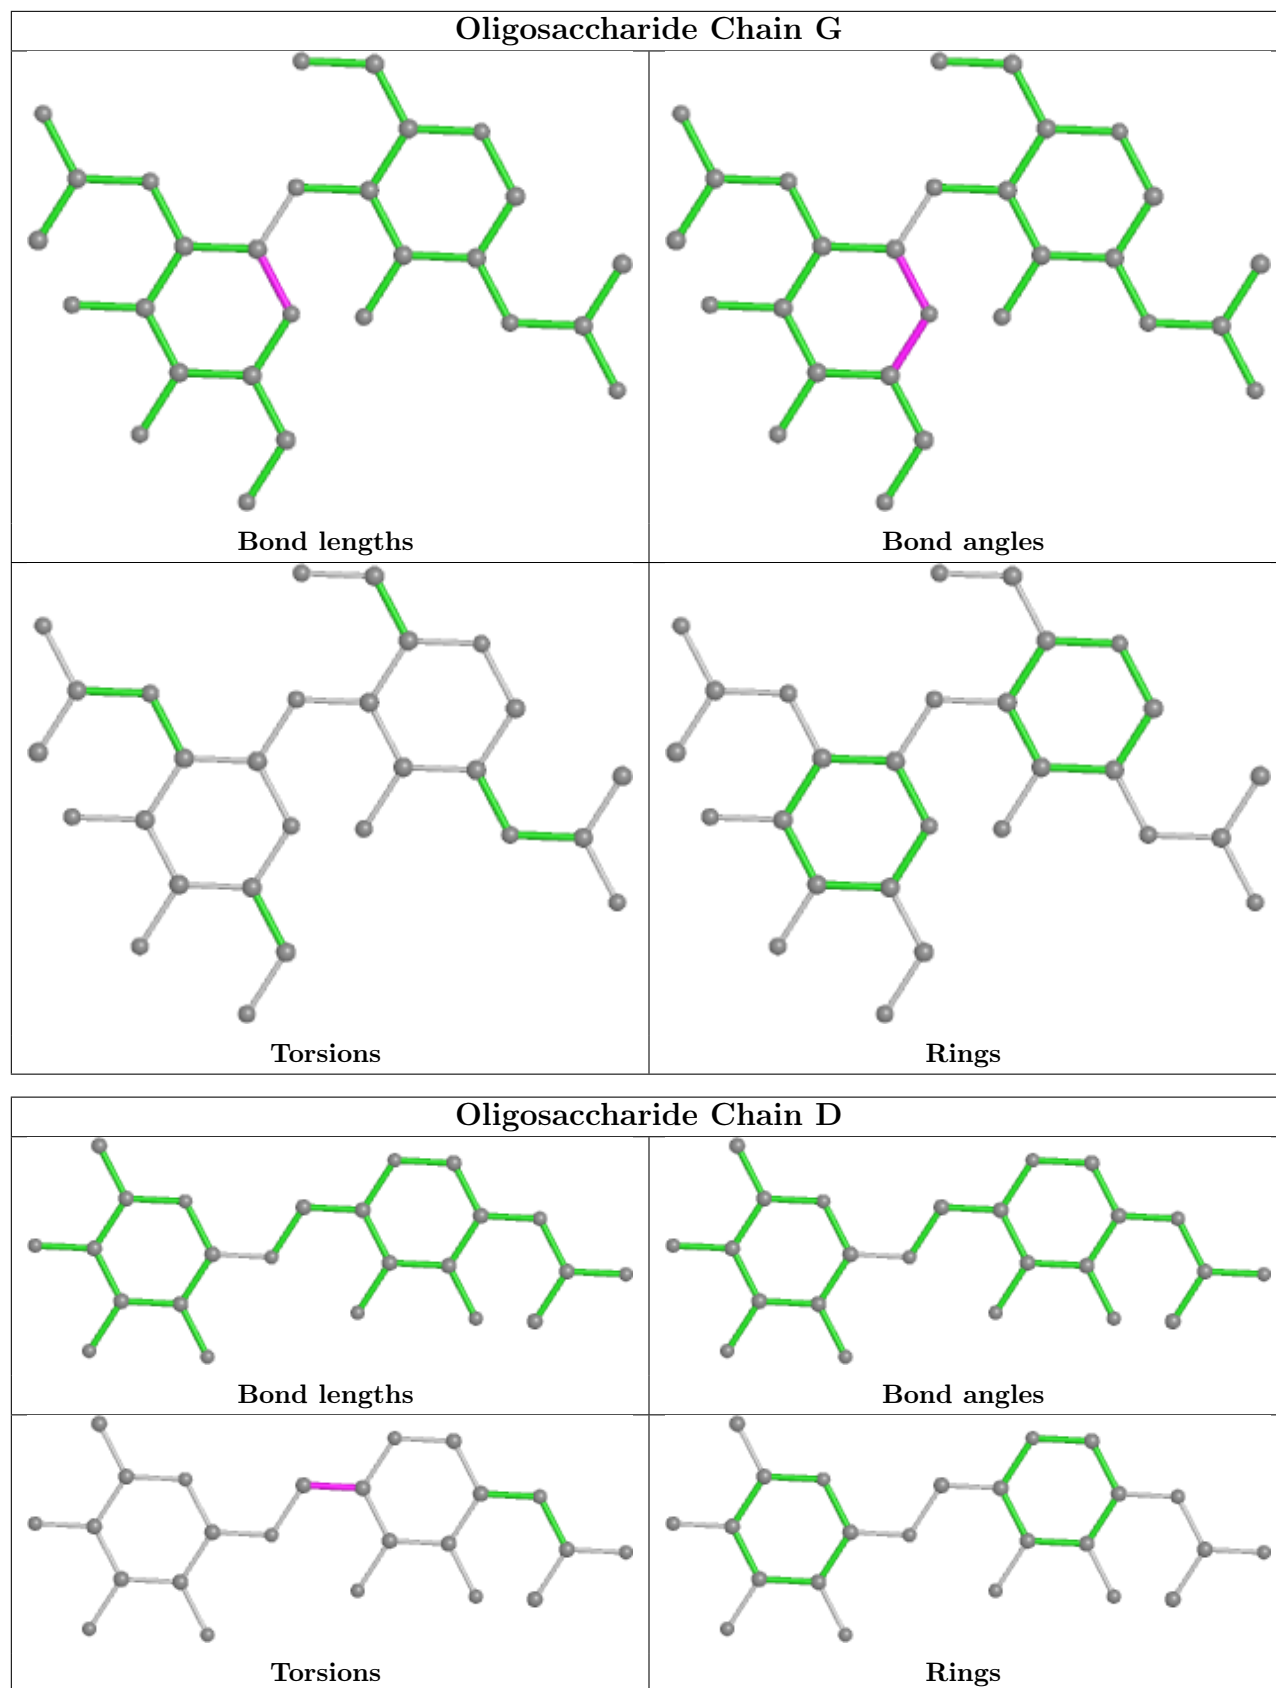 Oligosaccharide Chain G
Bond lengths
Bond angles
Torsions
Rings
Oligosaccharide Chain D
Bond lengths
Bond angles
Torsions
Rings